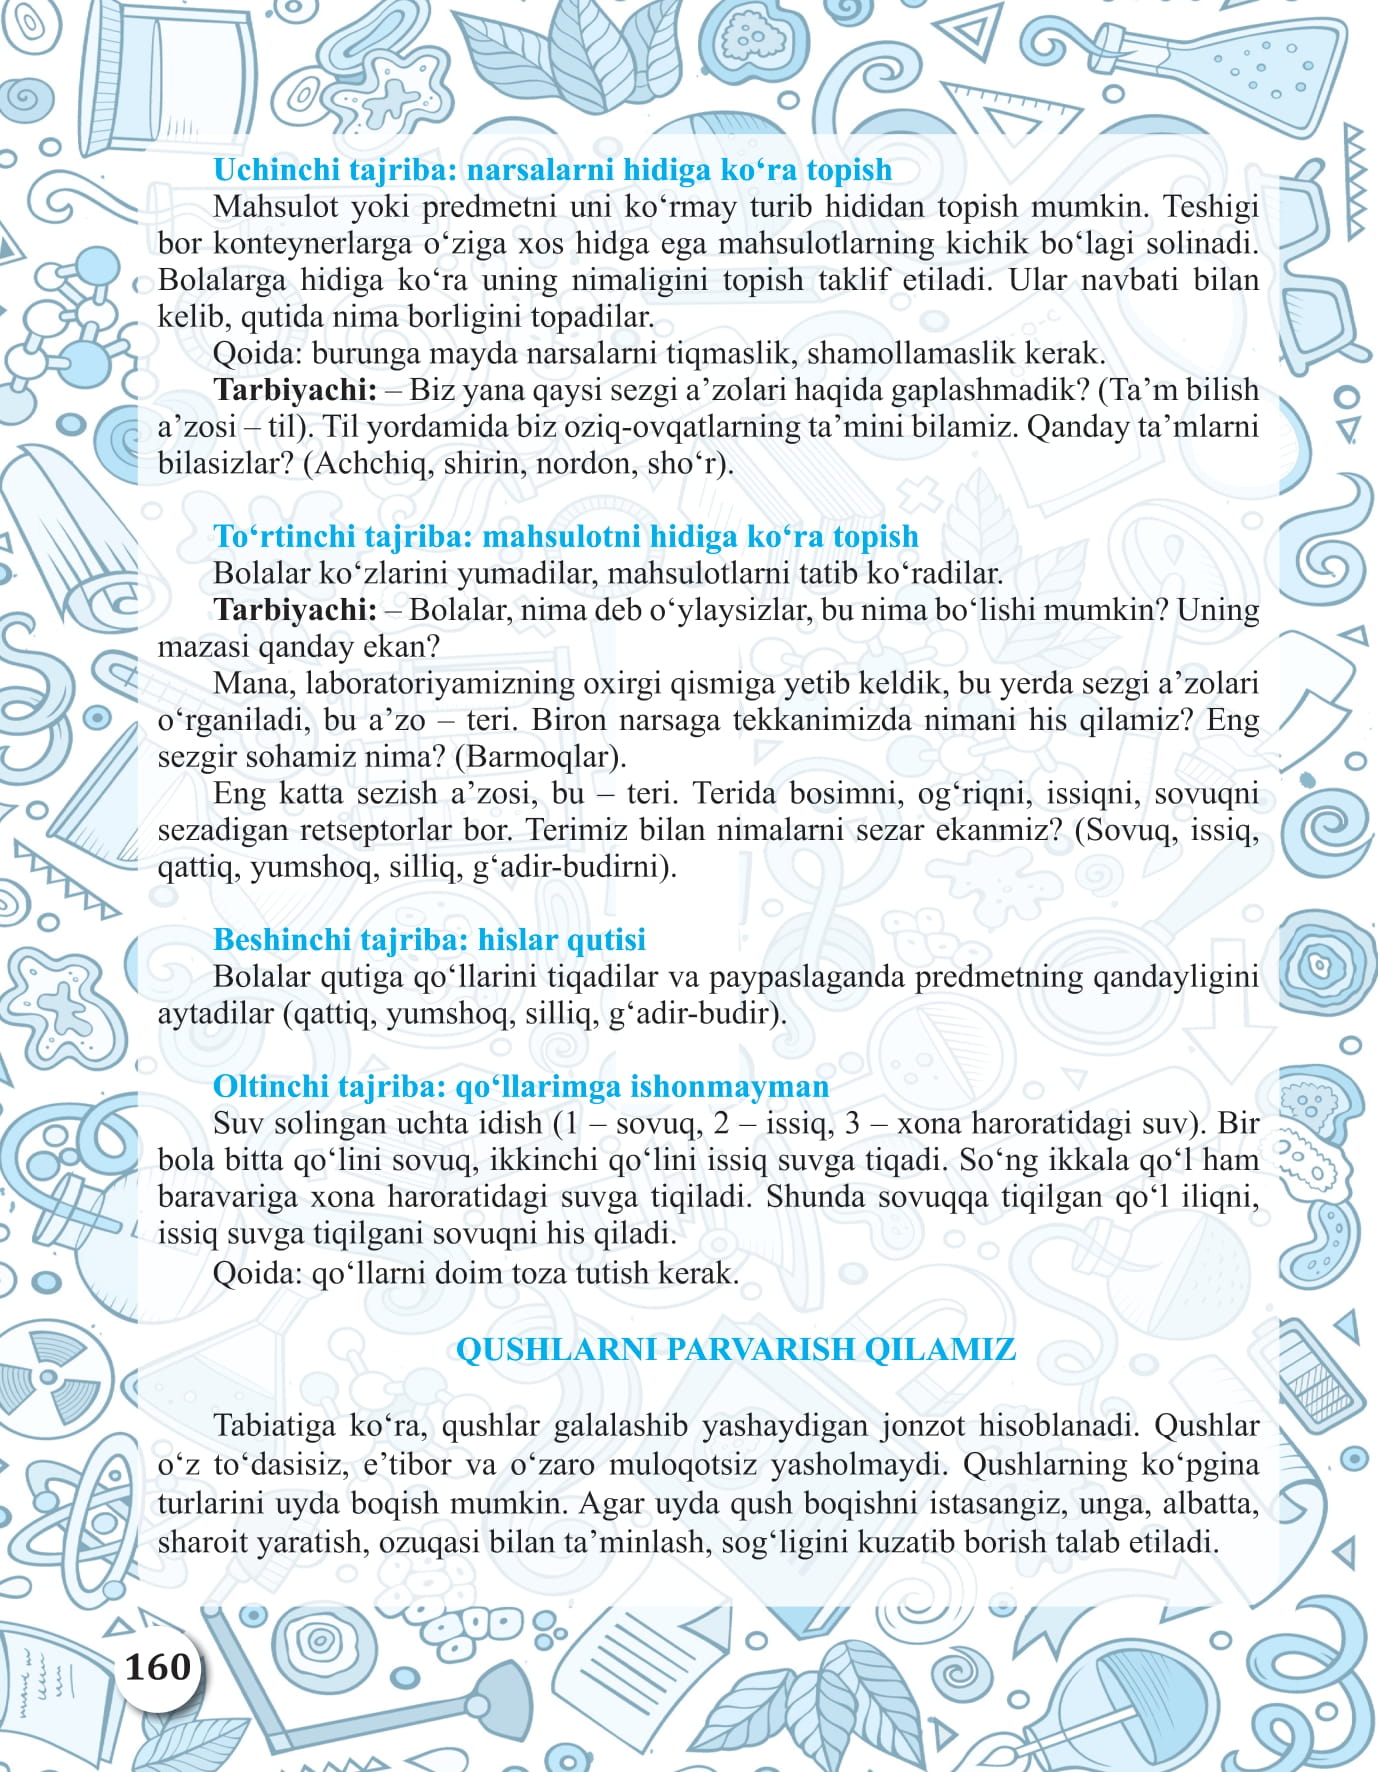 Uchinchi tajriba: narsalarni hidiga ko‘ra topish
Mahsulot yoki predmetni uni ko‘rmay turib hididan topish mumkin. Teshigi
bor konteynerlarga o‘ziga xos hidga ega mahsulotlarning kichik bo‘lagi solinadi.
Bolalarga hidiga ko‘ra uning nimaligini topish taklif etiladi. Ular navbati bilan
kelib, qutida nima borligini topadilar.
Qoida: burunga mayda narsalarni tiqmaslik, shamollamaslik kerak.
Tarbiyachi: – Biz yana qaysi sezgi a’zolari haqida gaplashmadik? (Ta’m bilish
a’zosi – til). Til yordamida biz oziq-ovqatlarning ta’mini bilamiz. Qanday ta’mlarni
bilasizlar? (Achchiq, shirin, nordon, sho‘r).
To‘rtinchi tajriba: mahsulotni hidiga ko‘ra topish
Bolalar ko‘zlarini yumadilar, mahsulotlarni tatib ko‘radilar.
Tarbiyachi: – Bolalar, nima deb o‘ylaysizlar, bu nima bo‘lishi mumkin? Uning
mazasi qanday ekan?
Mana, laboratoriyamizning oxirgi qismiga yetib keldik, bu yerda sezgi a’zolari
o‘rganiladi, bu a’zo – teri. Biron narsaga tekkanimizda nimani his qilamiz? Eng
sezgir sohamiz nima? (Barmoqlar).
Eng katta sezish a’zosi, bu – teri. Terida bosimni, og‘riqni, issiqni, sovuqni
sezadigan retseptorlar bor. Terimiz bilan nimalarni sezar ekanmiz? (Sovuq, issiq,
qattiq, yumshoq, silliq, g‘adir-budirni).
Beshinchi tajriba: hislar qutisi
Bolalar qutiga qo‘llarini tiqadilar va paypaslaganda predmetning qandayligini
aytadilar (qattiq, yumshoq, silliq, g‘adir-budir).
Oltinchi tajriba: qo‘llarimga ishonmayman
Suv solingan uchta idish (1 – sovuq, 2 – issiq, 3 – xona haroratidagi suv). Bir
bola bitta qo‘lini sovuq, ikkinchi qo‘lini issiq suvga tiqadi. So‘ng ikkala qo‘l ham
baravariga xona haroratidagi suvga tiqiladi. Shunda sovuqqa tiqilgan qo‘l iliqni,
issiq suvga tiqilgani sovuqni his qiladi.
Qoida: qo‘llarni doim toza tutish kerak.
QUSHLARNI PARVARISH QILAMIZ
Tabiatiga ko‘ra, qushlar galalashib yashaydigan jonzot hisoblanadi. Qushlar
o‘z to‘dasisiz, e’tibor va o‘zaro muloqotsiz yasholmaydi. Qushlarning ko‘pgina
turlarini uyda boqish mumkin. Agar uyda qush boqishni istasangiz, unga, albatta,
sharoit yaratish, ozuqasi bilan ta’minlash, sog‘ligini kuzatib borish talab etiladi.
160